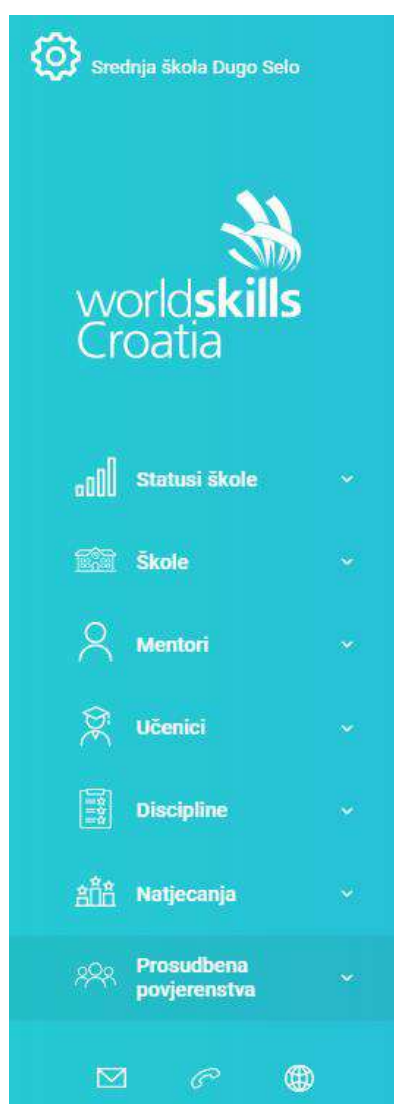 Srednja škola Dugo Selo
worldskills
Croatia
Statusi škole
Škole
Mentori
Učenici
Discipline
Natjecanja
Prosudbena
povjerenstva